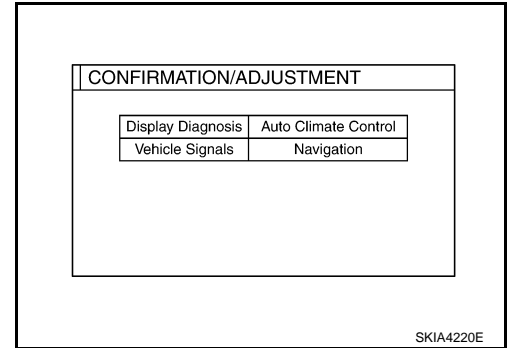 CONFIRMATION/ADJUSTMENT
Display Diagnosis Auto Climate Control
Vehicle Signals Navigation
SKIA4220E